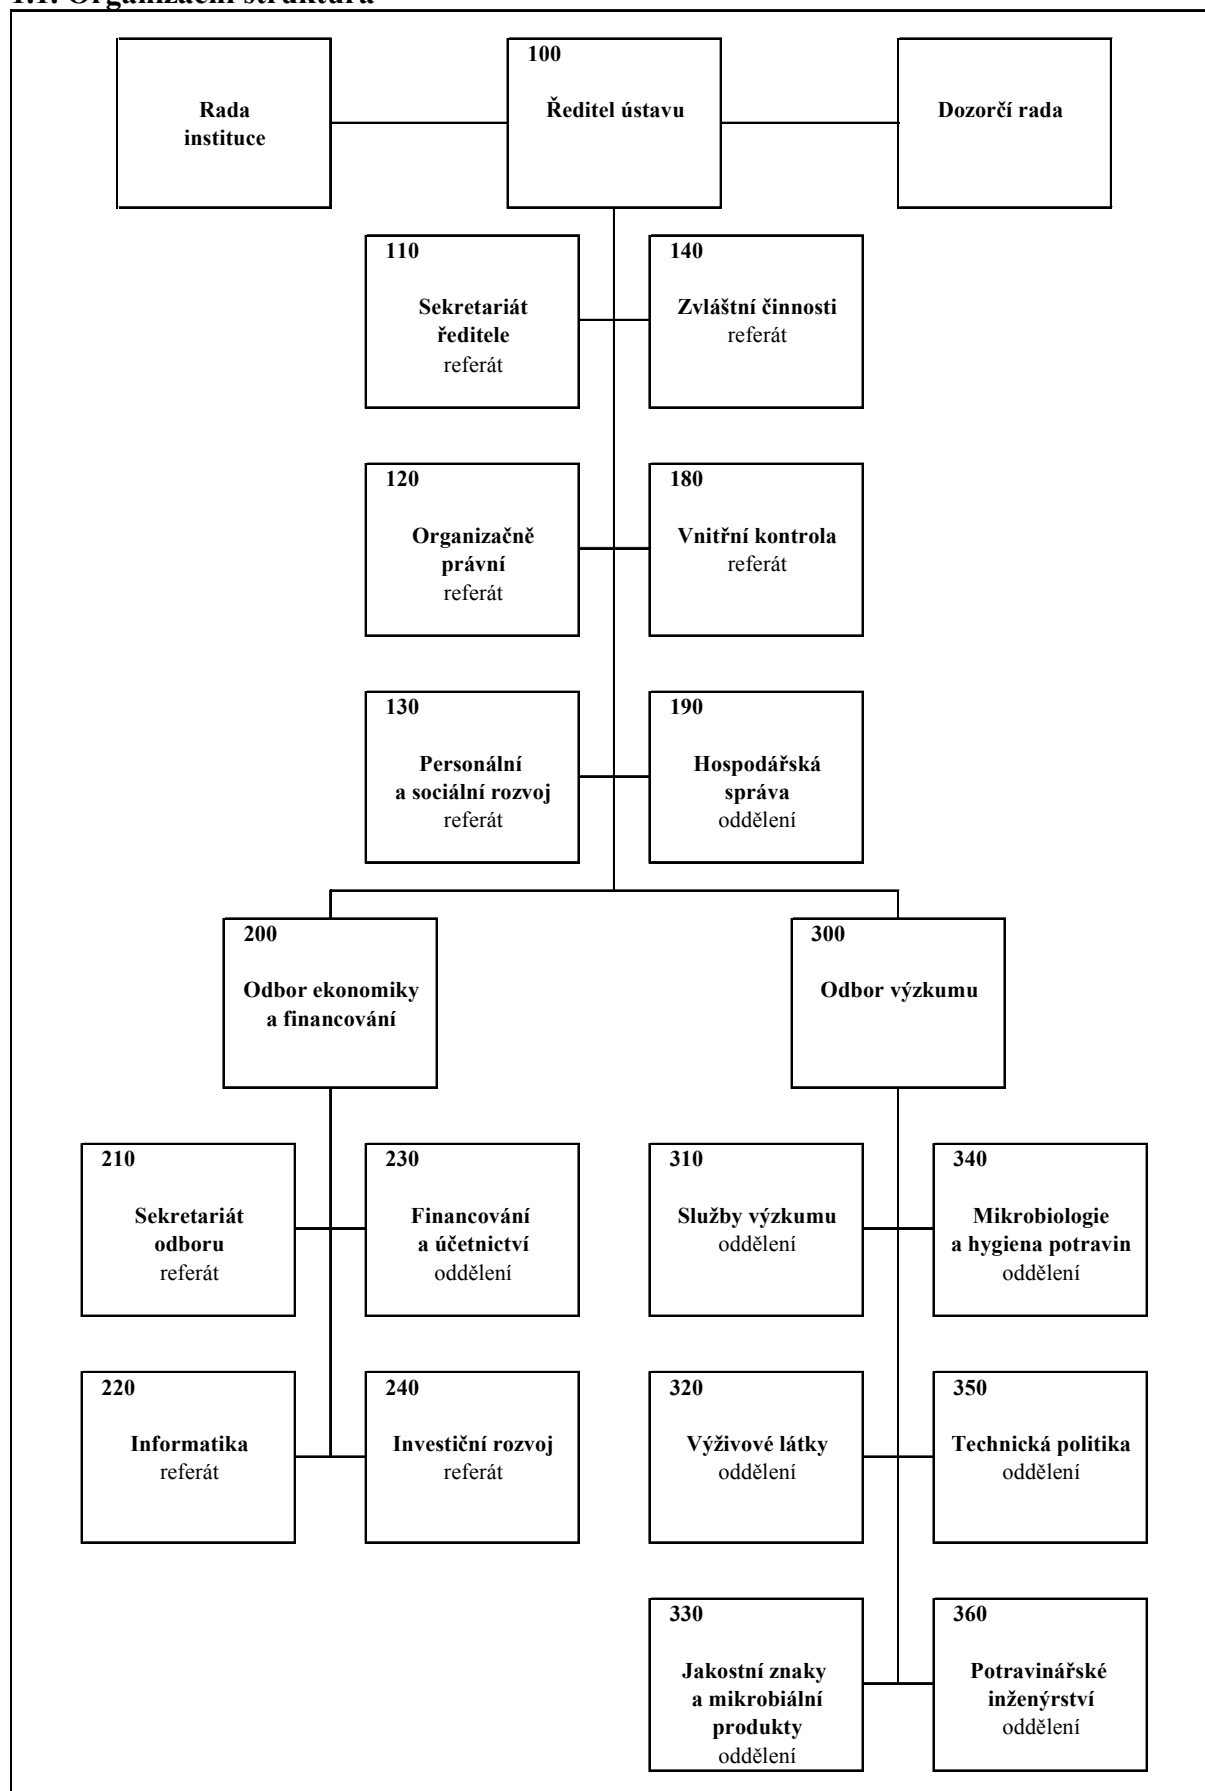 1.1. Organizační struktura
Rada
instituce
100
Ředitel ústavu
Dozorčí rada
110
Sekretariát
ředitele
referát
140
Zvláštní činnosti
referát
120
Organizačně
právní
referát
180
Vnitřní kontrola
referát
130
Personální
a sociální rozvoj
referát
190
Hospodářská
správa
oddělení
200
Odbor ekonomiky
a financování
300
Odbor výzkumu
210
Sekretariát
odboru
referát
230
Financování
a účetnictví
oddělení
310
Služby výzkumu
oddělení
340
Mikrobiologie
a hygiena potravin
oddělení
220
Informatika
referát
240
Investiční rozvoj
referát
320
Výživové látky
oddělení
350
Technická politika
oddělení
330
Jakostní znaky
a mikrobiální
produkty
oddělení
360
Potravinářské
inženýrství
oddělení